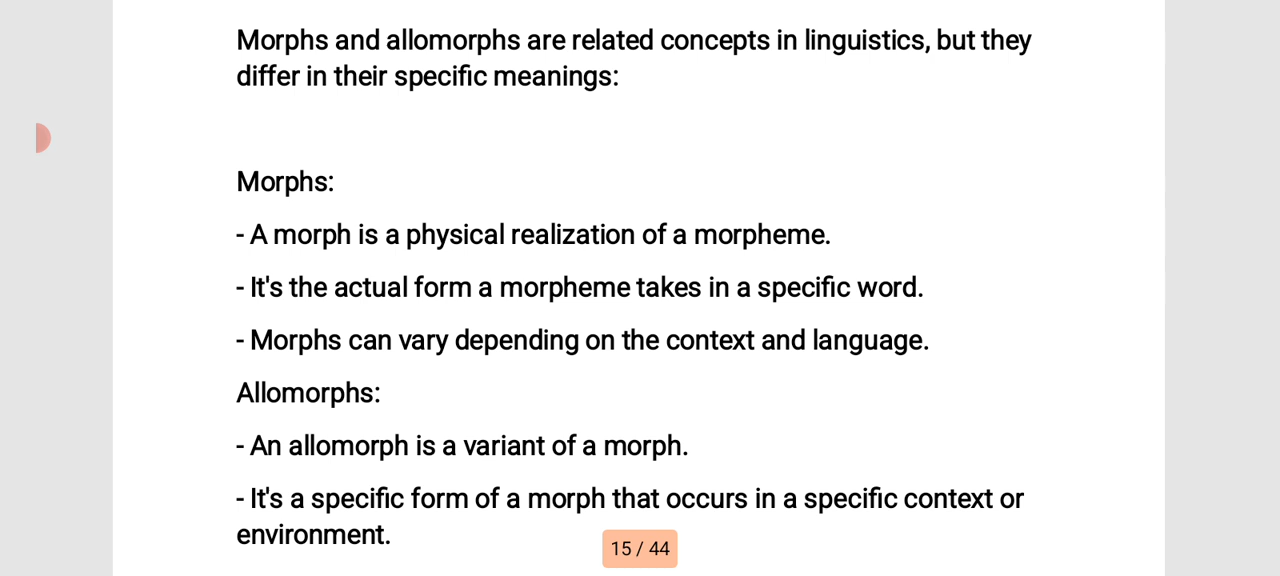 Morphs and allomorphs are related concepts in linguistics, but they
differ in their specific meanings:
Morphs:
- A morph is a physical realization of a morpheme.
- It's the actual form a morpheme takes in a specific word.
- Morphs can vary depending on the context and language.
Allomorphs:
- An allomorph is a variant of a morph.
- It's a specific form of a morph that occurs in a specific context or
environment.
15 / 44